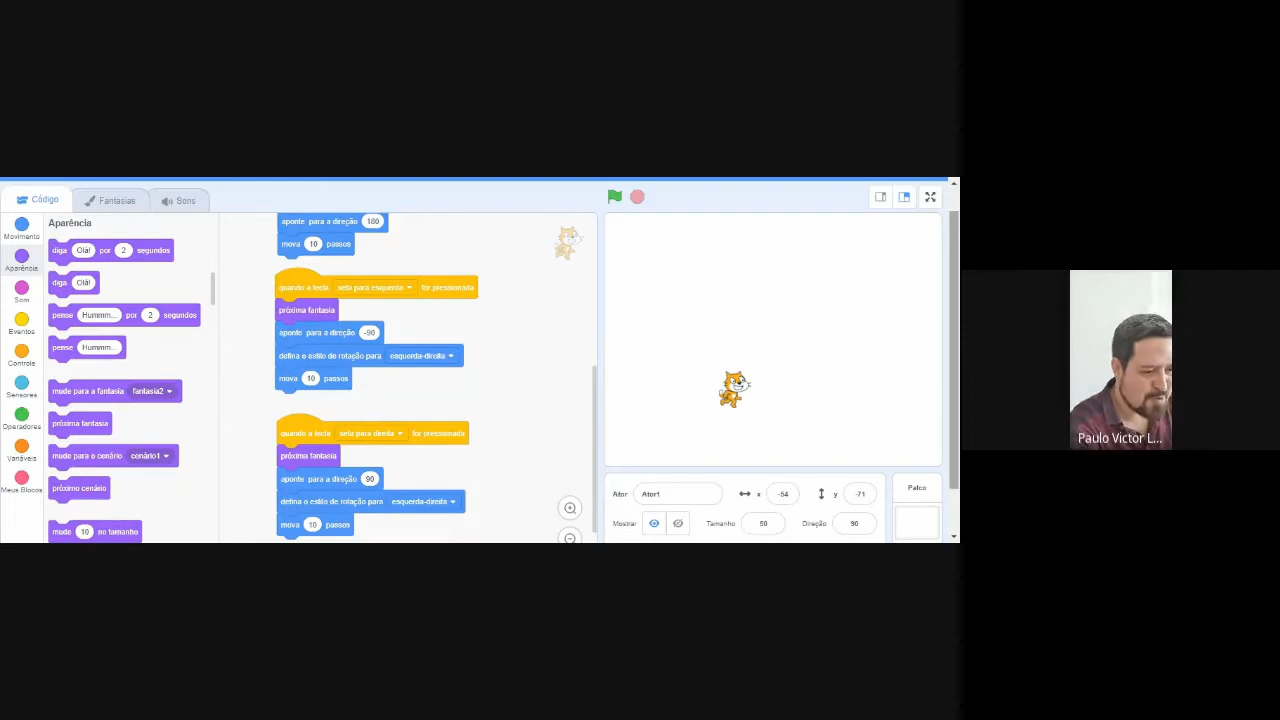 Código
Fantasias
Sons
Movimento
Aparência
Som
Eventos
Controle
Sensores
Operadores
Variáveis
Meus Blocos
Aparência
diga Olá! por 2 segundos
diga Olá!
pense Hummm... por 2 segundos
pense Hummm...
mude para a fantasia fantasia2
próxima fantasia
mude para o cenário cenário1
próximo cenário
mude 10 no tamanho
aponte para a direção 180
mova 10 passos
quando a tecla seta para esquerda for pressionada
próxima fantasia
aponte para a direção -90
defina o estilo de rotação para esquerda-direita
mova 10 passos
quando a tecla seta para direita for pressionada
próxima fantasia
aponte para a direção 90
defina o estilo de rotação para esquerda-direita
mova 10 passos
Ator Ator1 x -54 y -71
Mostrar Tamanho 50 Direção 90
Palco
Paulo Victor L...